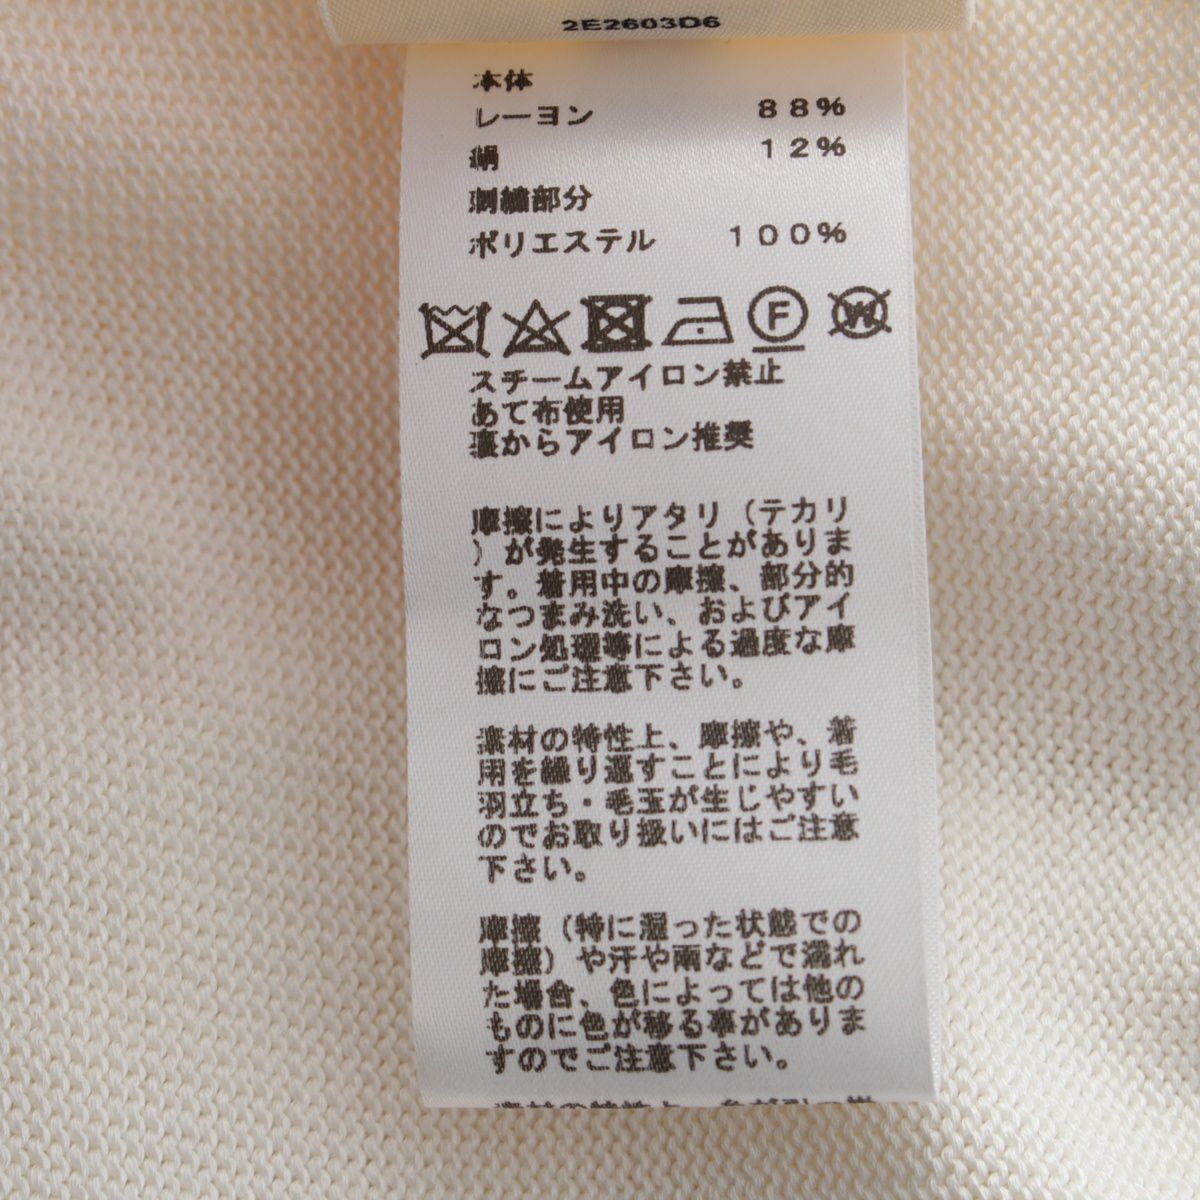 2E2603D6
本体
レーヨン 88%
絹 12%
刺繍部分
ポリエステル 100%
F
W
スチームアイロン禁止
あて布使用
裏からアイロン推奨
摩擦によりアタリ（テカリ
）が発生することがありま
す。着用中の摩擦、部分的
なつまみ洗い、およびアイ
ロン処理等による過度な摩
擦にご注意下さい。
素材の特性上、摩擦や、着
用を繰り返すことにより毛
羽立ち・毛玉が生じやすい
のでお取り扱いにはご注意
下さい。
摩擦（特に湿った状態での
摩擦）や汗や雨などで濡れ
た場合、色によっては他の
ものに色が移る事がありま
すのでご注意下さい。
素材の特性上、糸が引っ掛